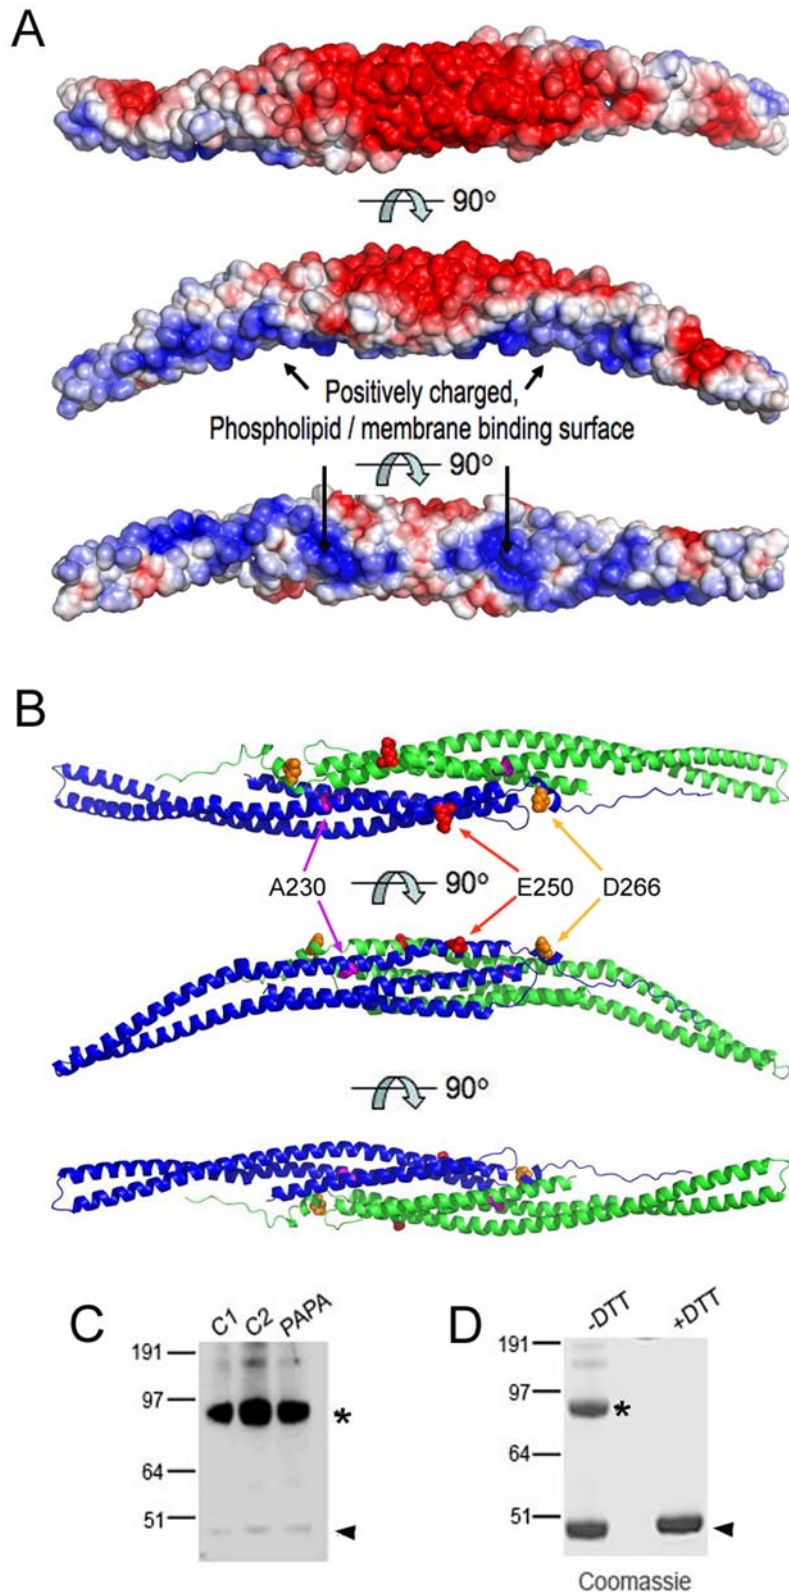 A
90°
Positively charged,
Phospholipid / membrane binding surface
90°
B
A230
90°
E250
D266
90°
C
C1
C2
PAPA
191
97
*
64
51
D
-DTT
+DTT
191
97
*
64
51
Coomassie